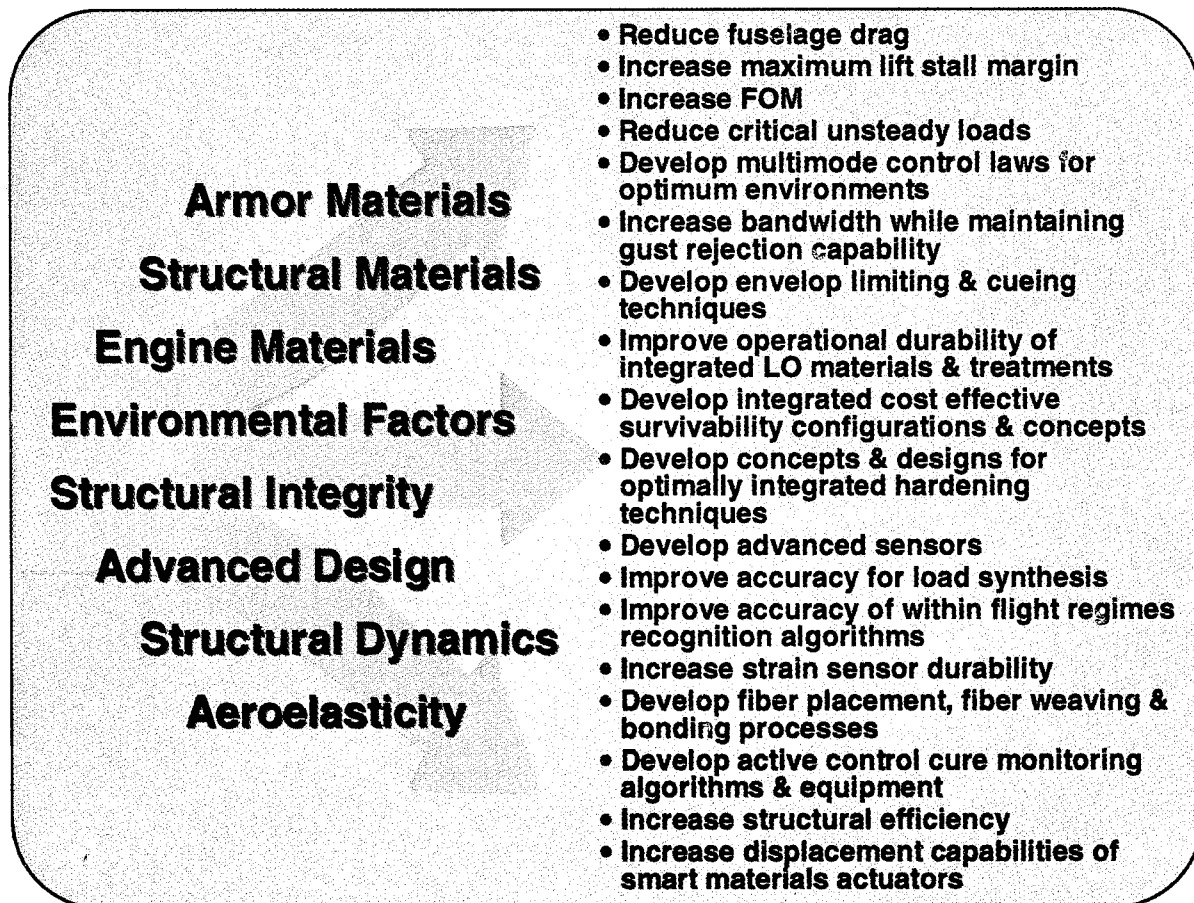 Armor Materials
Structural Materials
Engine Materials
Environmental Factors
Structural Integrity
Advanced Design
Structural Dynamics
Aeroelasticity
• Reduce fuselage drag
• Increase maximum lift stall margin
• Increase FOM
• Reduce critical unsteady loads
• Develop multimode control laws for
optimum environments
• Increase bandwidth while maintaining
gust rejection capability
• Develop envelop limiting & cueing
techniques
• Improve operational durability of
integrated LO materials & treatments
• Develop integrated cost effective
survivability configurations & concepts
• Develop concepts & designs for
optimally integrated hardening
techniques
• Develop advanced sensors
• Improve accuracy for load synthesis
• Improve accuracy of within flight regimes
recognition algorithms
• Increase strain sensor durability
• Develop fiber placement, fiber weaving &
bonding processes
• Develop active control cure monitoring
algorithms & equipment
• Increase structural efficiency
• Increase displacement capabilities of
smart materials actuators